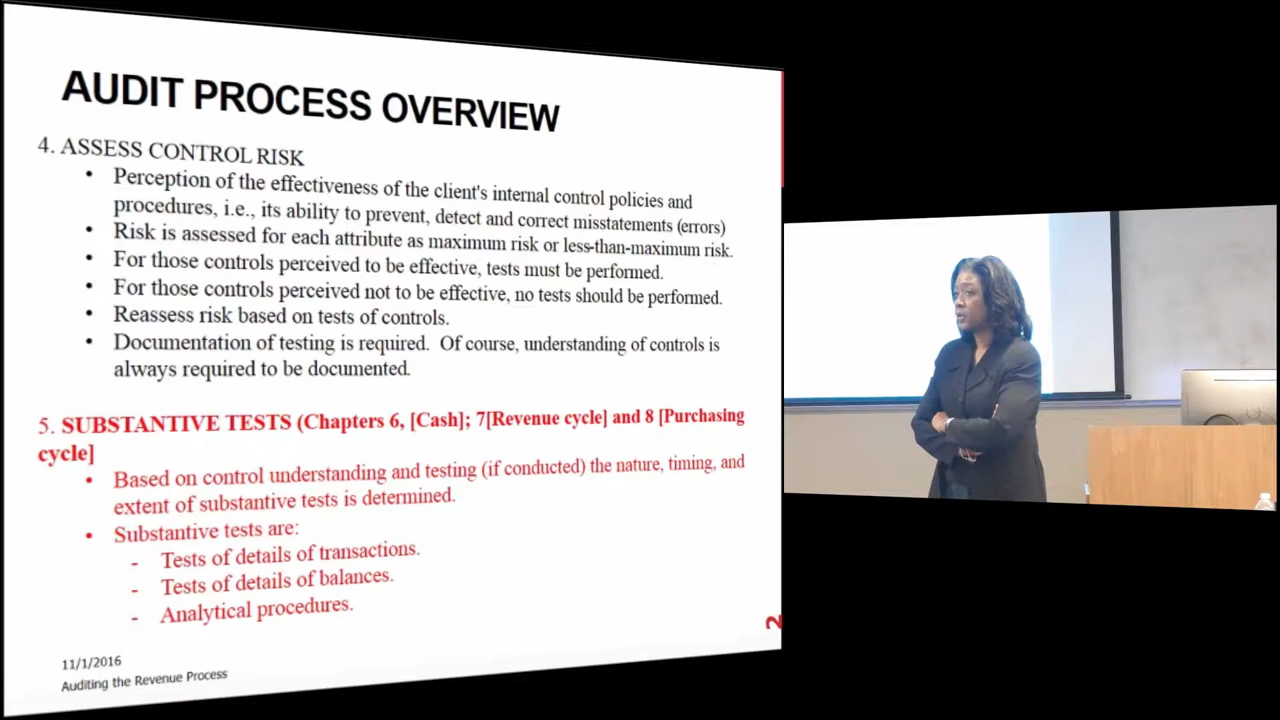 AUDIT PROCESS OVERVIEW
4. ASSESS CONTROL RISK
• Perception of the effectiveness of the client's internal control policies and
procedures, i.e., its ability to prevent, detect and correct misstatements (errors)
• Risk is assessed for each attribute as maximum risk or less-than-maximum risk.
• For those controls perceived to be effective, tests must be performed.
• For those controls perceived not to be effective, no tests should be performed.
• Reassess risk based on tests of controls.
• Documentation of testing is required. Of course, understanding of controls is
always required to be documented.
5. SUBSTANTIVE TESTS (Chapters 6, [Cash]; 7[Revenue cycle] and 8 [Purchasing
cycle]
• Based on control understanding and testing (if conducted) the nature, timing, and
extent of substantive tests is determined.
• Substantive tests are:
- Tests of details of transactions.
- Tests of details of balances.
- Analytical procedures.
2
11/1/2016
Auditing the Revenue Process